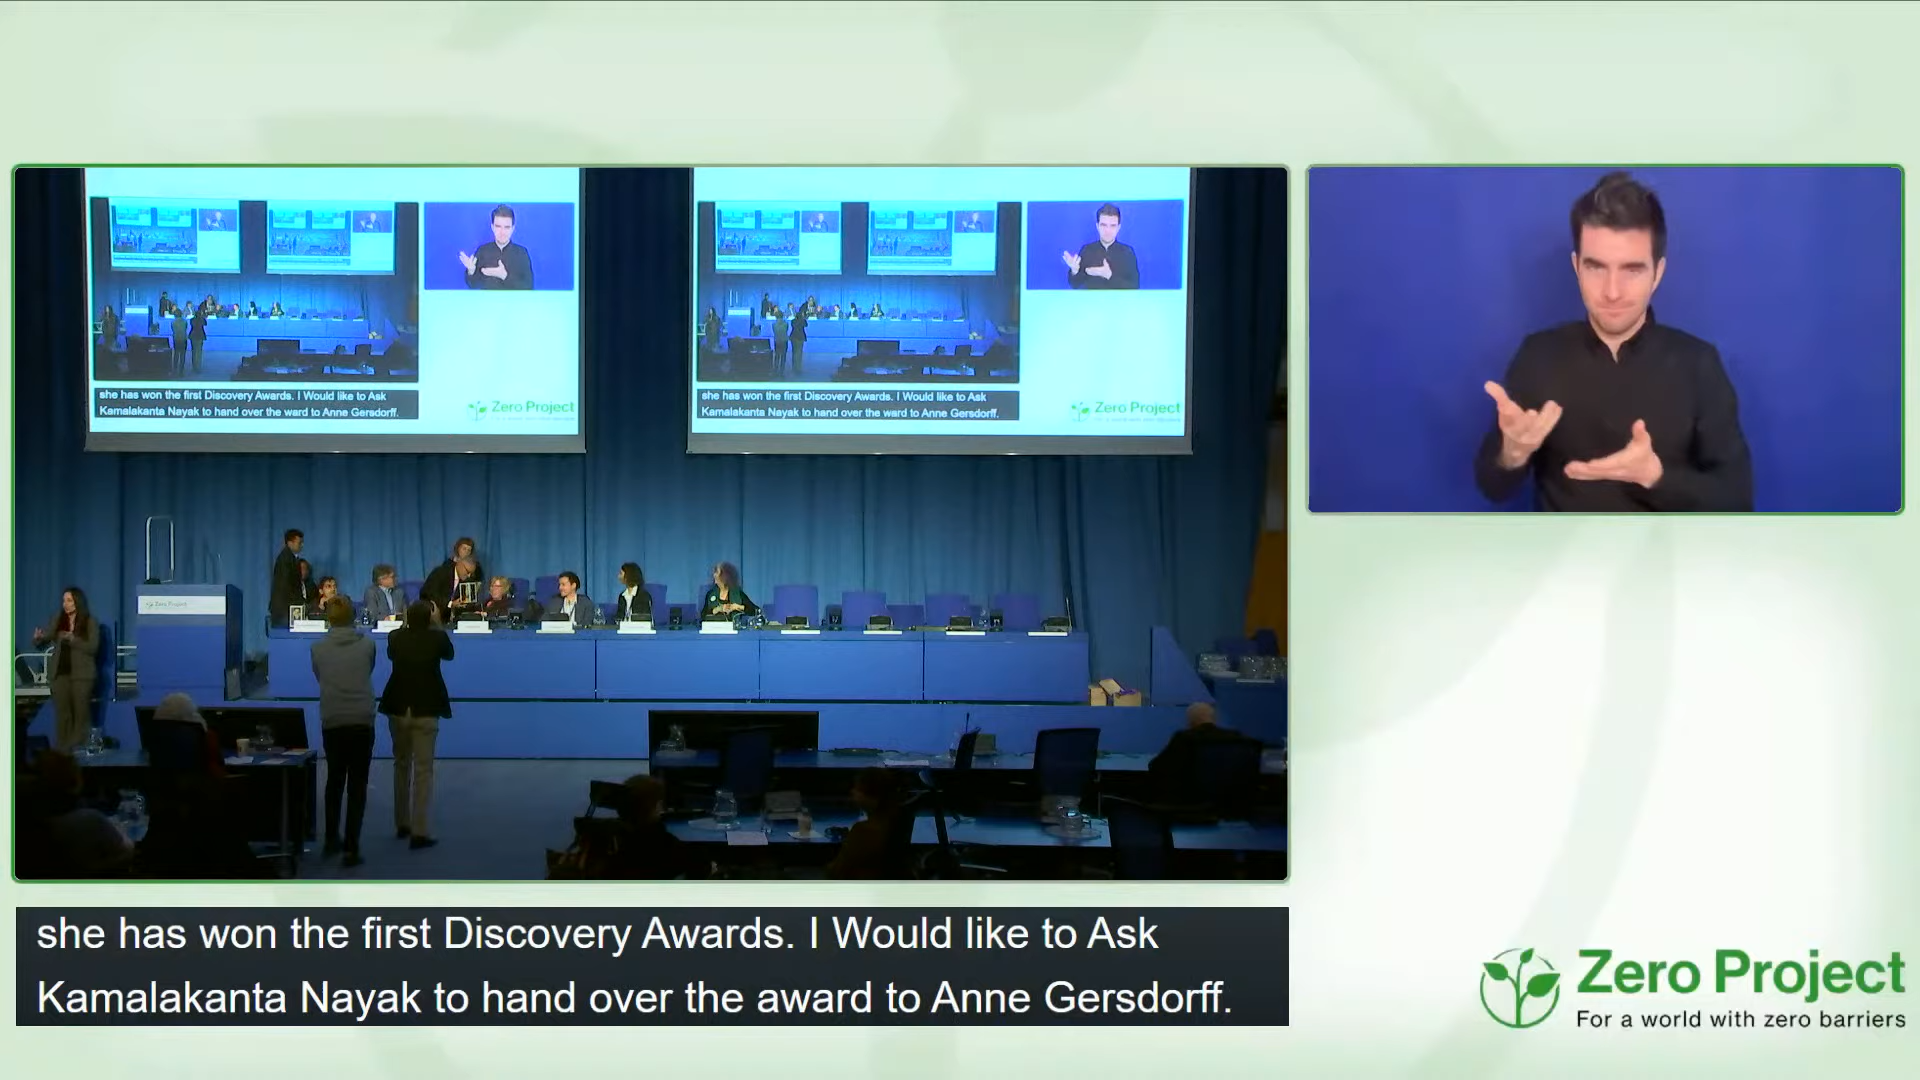 she has won the first Discovery Awards. I Would like to Ask
Kamalakanta Nayak to hand over the ward to Anne Gersdorff.
Zero Project
she has won the first Discovery Awards. I Would like to Ask
Kamalakanta Nayak to hand over the ward to Anne Gersdorff.
Zero Project
Zero Project
she has won the first Discovery Awards. I Would like to Ask
Kamalakanta Nayak to hand over the award to Anne Gersdorff.
Zero Project
For a world with zero barriers